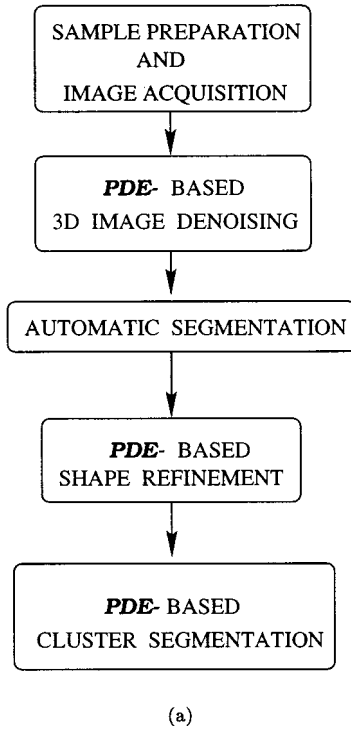 SAMPLE PREPARATION
AND
IMAGE ACQUISITION
PDE- BASED
3D IMAGE DENOISING
AUTOMATIC SEGMENTATION
PDE- BASED
SHAPE REFINEMENT
PDE- BASED
CLUSTER SEGMENTATION
(a)